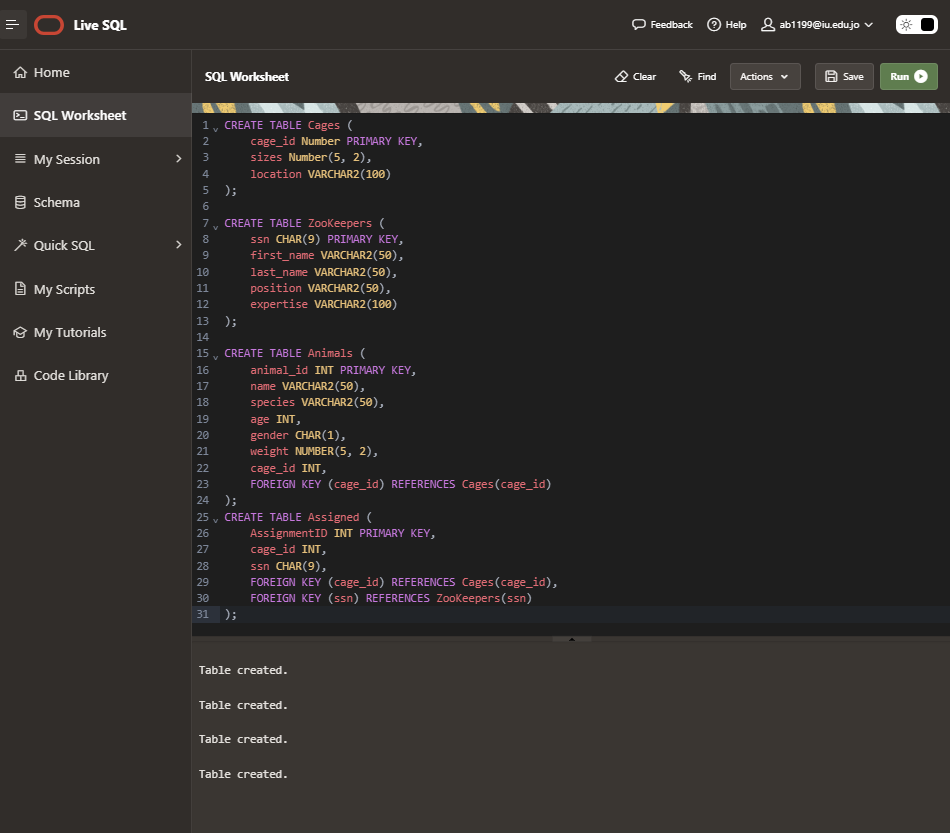 Live SQL
Feedback
Help
ab1199@iu.edu.jo
Home
SQL Worksheet
My Session
Schema
Quick SQL
My Scripts
My Tutorials
Code Library
SQL Worksheet
Clear
Find
Actions
Save
Run
1 CREATE TABLE Cages (
2     cage_id Number PRIMARY KEY,
3     sizes Number(5, 2),
4     location VARCHAR2(100)
5 );
6
7 CREATE TABLE ZooKeepers (
8     ssn CHAR(9) PRIMARY KEY,
9     first_name VARCHAR2(50),
10     last_name VARCHAR2(50),
11     position VARCHAR2(50),
12     expertise VARCHAR2(100)
13 );
14
15 CREATE TABLE Animals (
16     animal_id INT PRIMARY KEY,
17     name VARCHAR2(50),
18     species VARCHAR2(50),
19     age INT,
20     gender CHAR(1),
21     weight NUMBER(5, 2),
22     cage_id INT,
23     FOREIGN KEY (cage_id) REFERENCES Cages(cage_id)
24 );
25 CREATE TABLE Assigned (
26     AssignmentID INT PRIMARY KEY,
27     cage_id INT,
28     ssn CHAR(9),
29     FOREIGN KEY (cage_id) REFERENCES Cages(cage_id),
30     FOREIGN KEY (ssn) REFERENCES ZooKeepers(ssn)
31 );
Table created.
Table created.
Table created.
Table created.